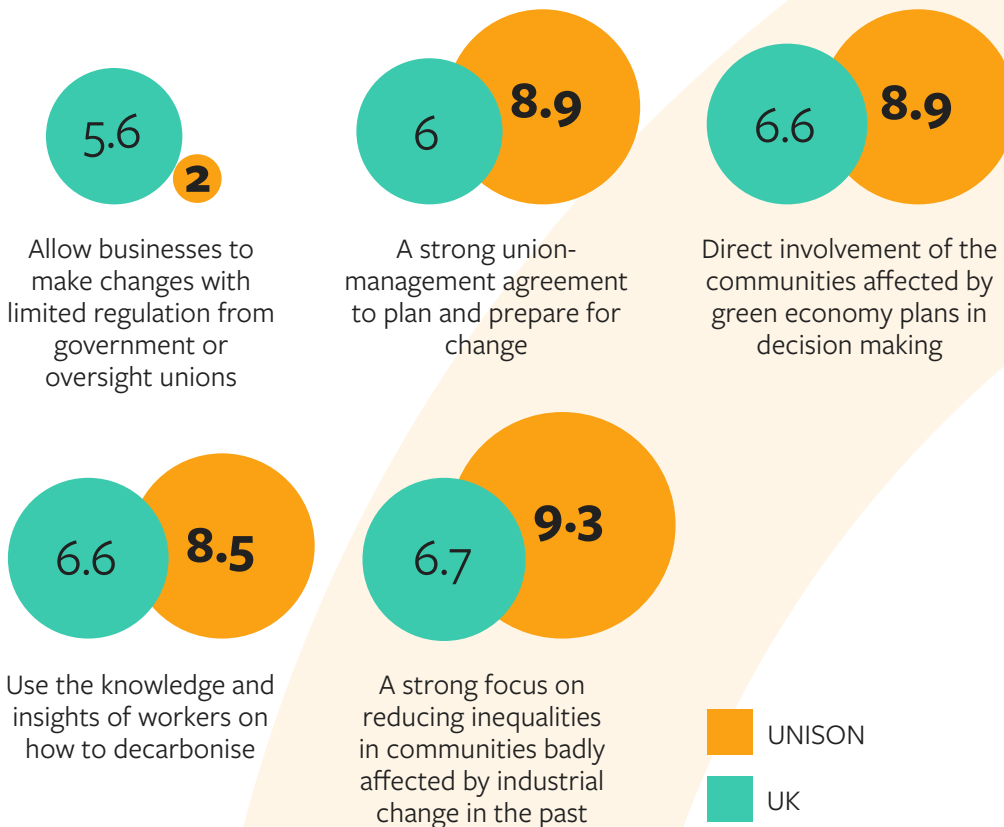 5.6
2
Allow businesses to
make changes with
limited regulation from
government or
oversight unions
6
8.9
A strong union-
management agreement
to plan and prepare for
change
6.6
8.9
Direct involvement of the
communities affected by
green economy plans in
decision making
6.6
8.5
Use the knowledge and
insights of workers on
how to decarbonise
6.7
9.3
A strong focus on
reducing inequalities
in communities badly
affected by industrial
change in the past
UNISON
UK